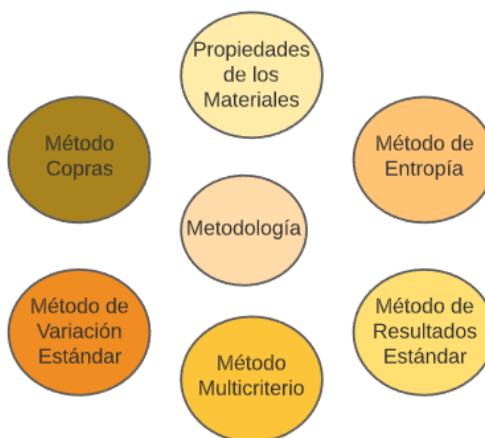 Propiedades
de los
Materiales
Método
Copras
Método de
Entropía
Metodología
Método de
Variación
Estándar
Método de
Resultados
Estándar
Método
Multicriterio